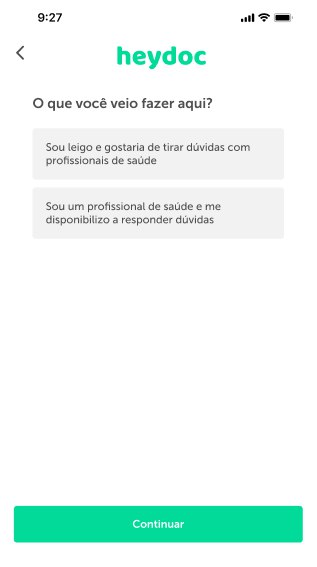 9:27
heydoc
O que você veio fazer aqui?
Sou leigo e gostaria de tirar dúvidas com
profissionais de saúde
Sou um profissional de saúde e me
disponibilizo a responder dúvidas
Continuar